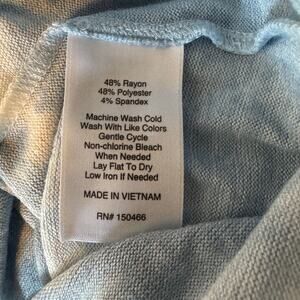 48% Rayon
48% Polyester
4% Spandex
Machine Wash Cold
Wash With Like Colors
Gentle Cycle
Non-chlorine Bleach
When Needed
Lay Flat To Dry
Low Iron If Needed
MADE IN VIETNAM
RN# 150466